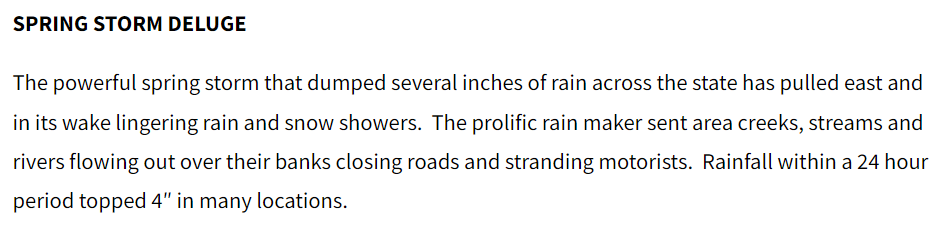 SPRING STORM DELUGE
The powerful spring storm that dumped several inches of rain across the state has pulled east and
in its wake lingering rain and snow showers.  The prolific rain maker sent area creeks, streams and
rivers flowing out over their banks closing roads and stranding motorists.  Rainfall within a 24 hour
period topped 4″ in many locations.